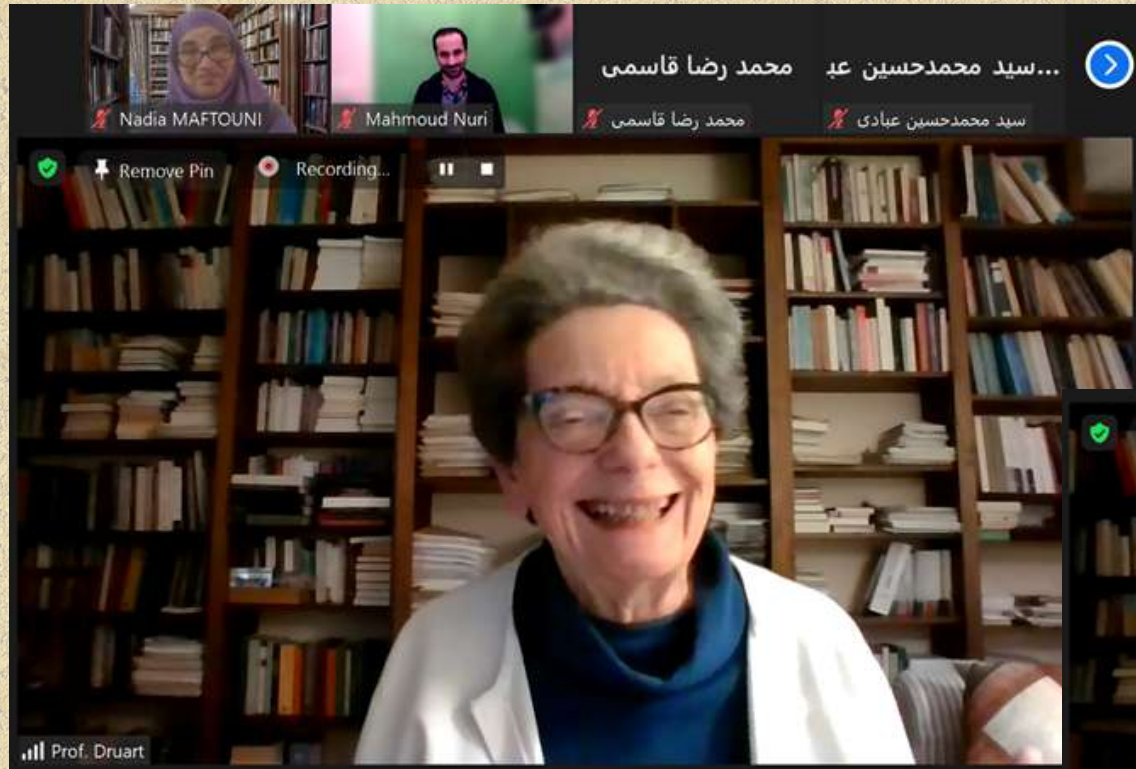 محمد رضا قاسمی
سید محمدحسین عبـ...
Nadia MAFTOUNI
Mahmoud Nuri
محمد رضا قاسمی
سید محمدحسین عبادی
Remove Pin
Recording...
Prof. Druart